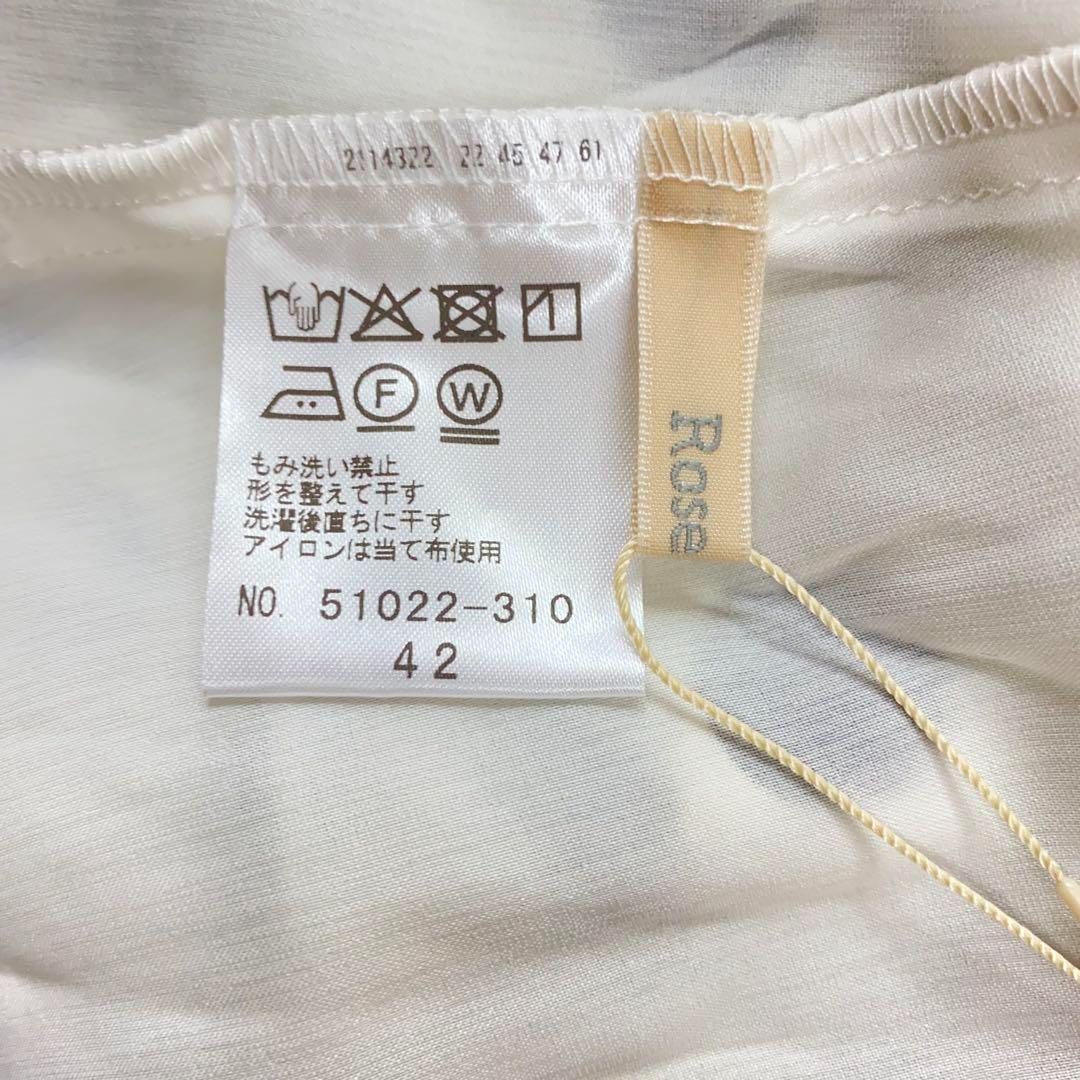 2114322 22 45 47 61
F W
もみ洗い禁止
形を整えて干す
洗濯後直ちに干す
アイロンは当て布使用
NO. 51022-310
42
Rose